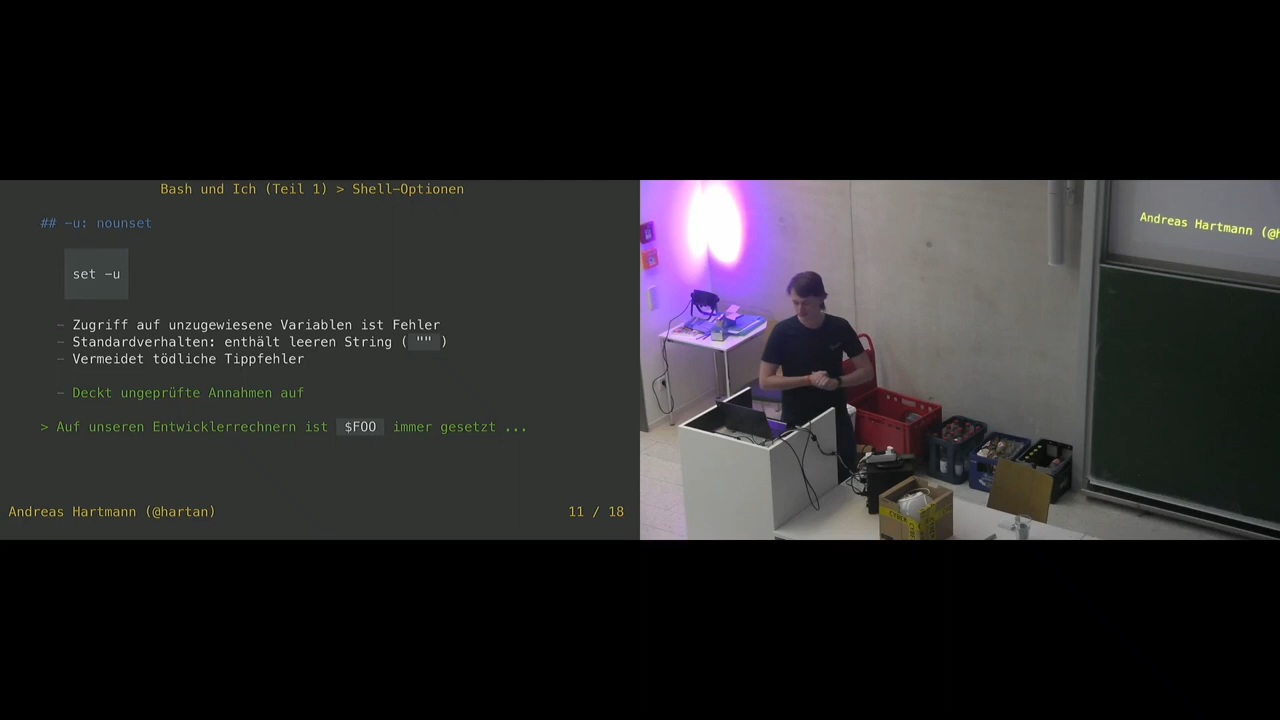 Bash und Ich (Teil 1) > Shell-Optionen
## -u: nounset
set -u
- Zugriff auf unzugewiesene Variablen ist Fehler
- Standardverhalten: enthält leeren String ( "" )
- Vermeidet tödliche Tippfehler
- Deckt ungeprüfte Annahmen auf
> Auf unseren Entwicklerrechnern ist $FOO immer gesetzt ...
Andreas Hartmann (@hartan)
11 / 18
Andreas Hartmann (@h
CYBER